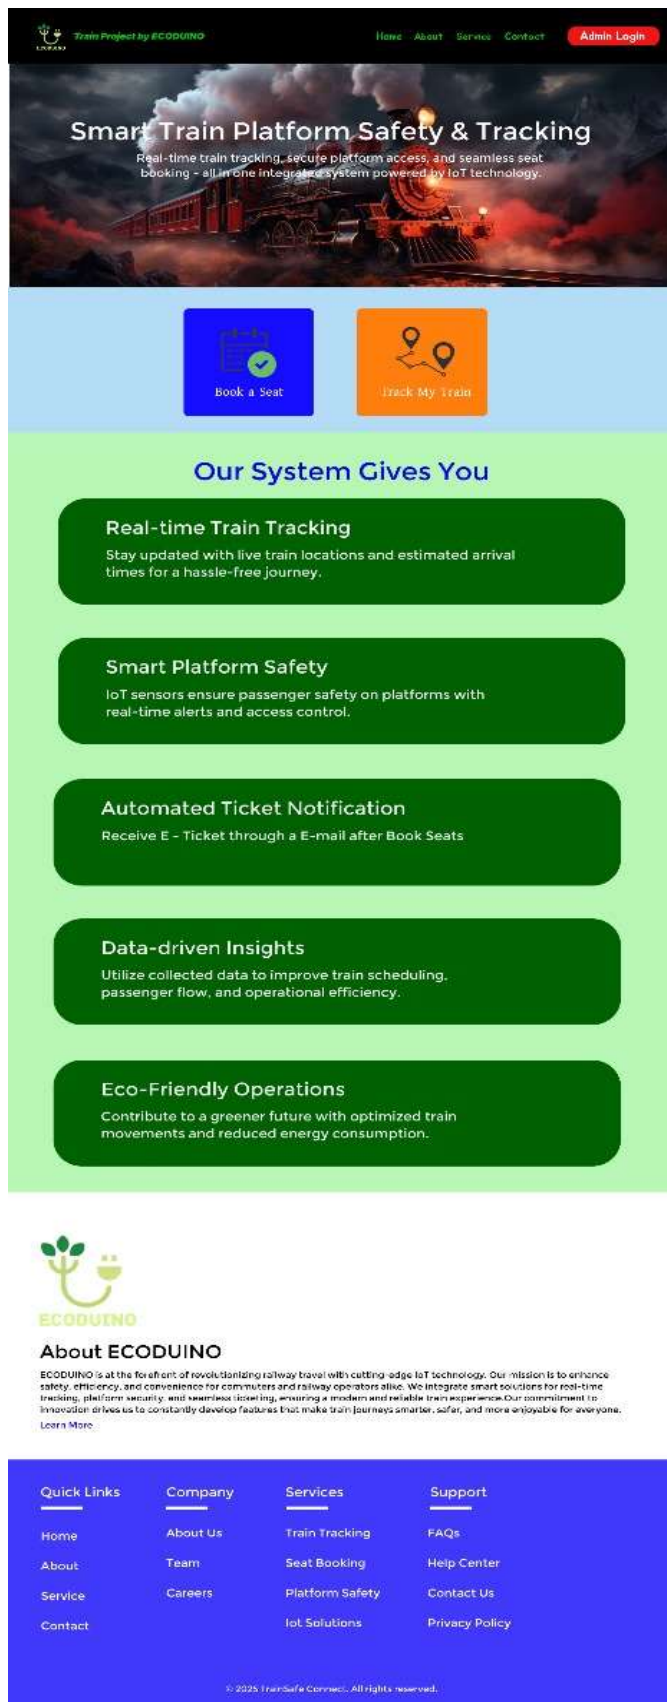 ECODUINO
Train Project by ECODUINO
Home About Service Contact Admin Login
Smart Train Platform Safety & Tracking
Real-time train tracking, secure platform access, and seamless seat
booking - all in one integrated system powered by IoT technology.
Book a Seat
Track My Train
Our System Gives You
Real-time Train Tracking
Stay updated with live train locations and estimated arrival
times for a hassle-free journey.
Smart Platform Safety
IoT sensors ensure passenger safety on platforms with
real-time alerts and access control.
Automated Ticket Notification
Receive E - Ticket through a E-mail after Book Seats
Data-driven Insights
Utilize collected data to improve train scheduling,
passenger flow, and operational efficiency.
Eco-Friendly Operations
Contribute to a greener future with optimized train
movements and reduced energy consumption.
ECODUINO
About ECODUINO
ECODUINO is at the forefront of revolutionizing railway travel with cutting-edge IoT technology. Our mission is to enhance
safety, efficiency, and convenience for commuters and railway operators alike. We integrate smart solutions for real-time
tracking, platform security, and seamless ticketing, ensuring a modern and reliable train experience.Our commitment to
innovation drives us to constantly develop features that make train journeys smarter, safer, and more enjoyable for everyone.
Learn More
Quick Links
Home
About
Service
Contact
Company
About Us
Team
Careers
Services
Train Tracking
Seat Booking
Platform Safety
Iot Solutions
Support
FAQs
Help Center
Contact Us
Privacy Policy
© 2025 TrainSafe Connect. All rights reserved.